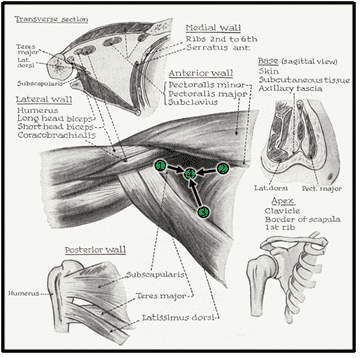 Transverse section
Teres major
Lat. dorsi
Subscapularis
Medial wall
Ribs 2nd to 6th
Serratus ant.
Anterior wall
Pectoralis minor
Pectoralis major
Subclavius
Base (sagittal view)
Skin
Subcutaneous tissue
Axillary fascia
Lateral wall
Humerus
Long head biceps
Short head biceps
Coracobrachialis
1
2
4
3
Lat. dorsi
Pect. major
Apex
Clavicle
Border of scapula
1st rib
Posterior wall
Humerus
Subscapularis
Teres major
Latissimus dorsi